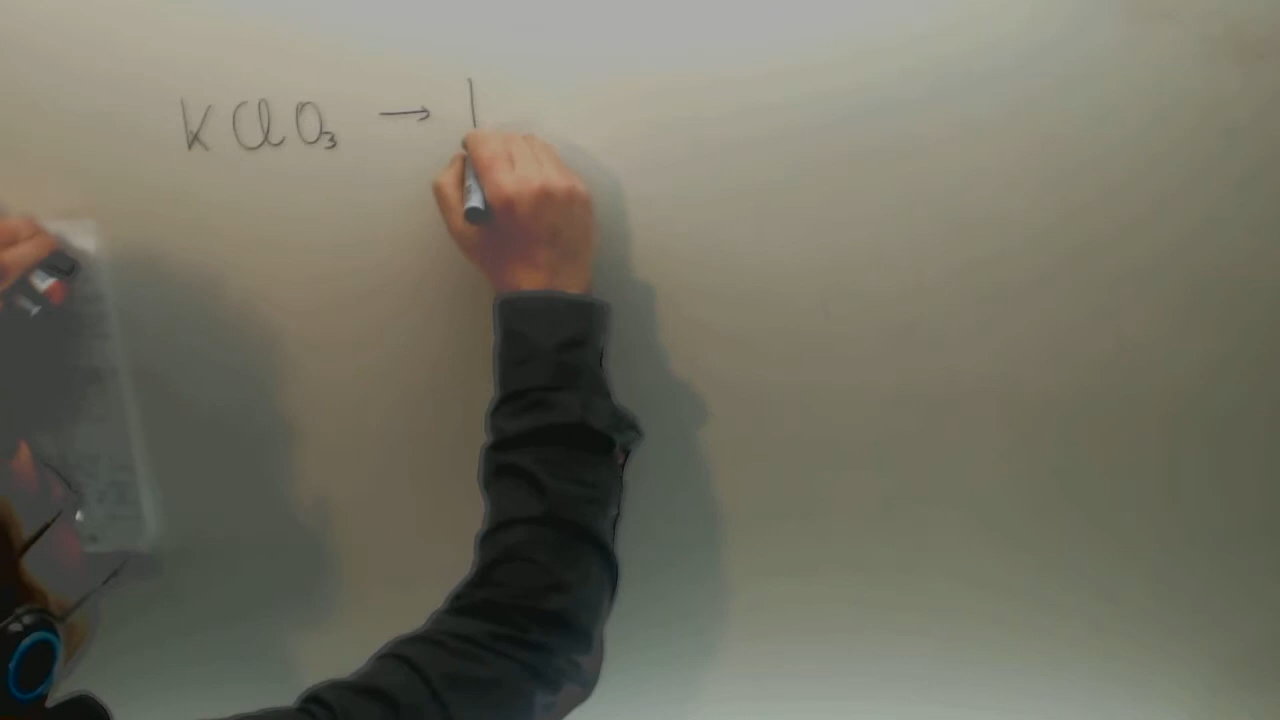 KClO₃ →